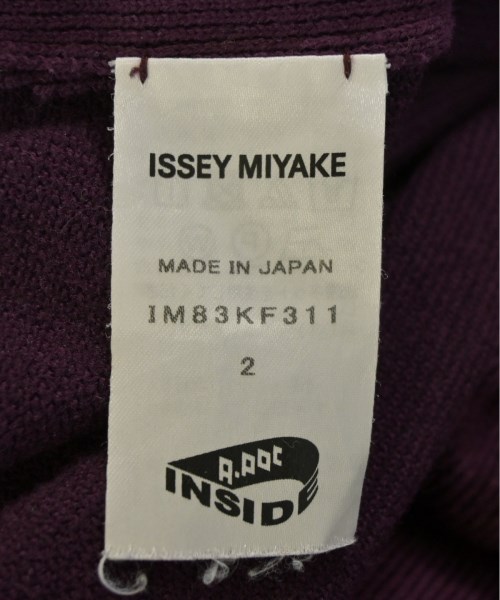 ISSEY MIYAKE
MADE IN JAPAN
IM83KF311
2
A-POC
INSIDE